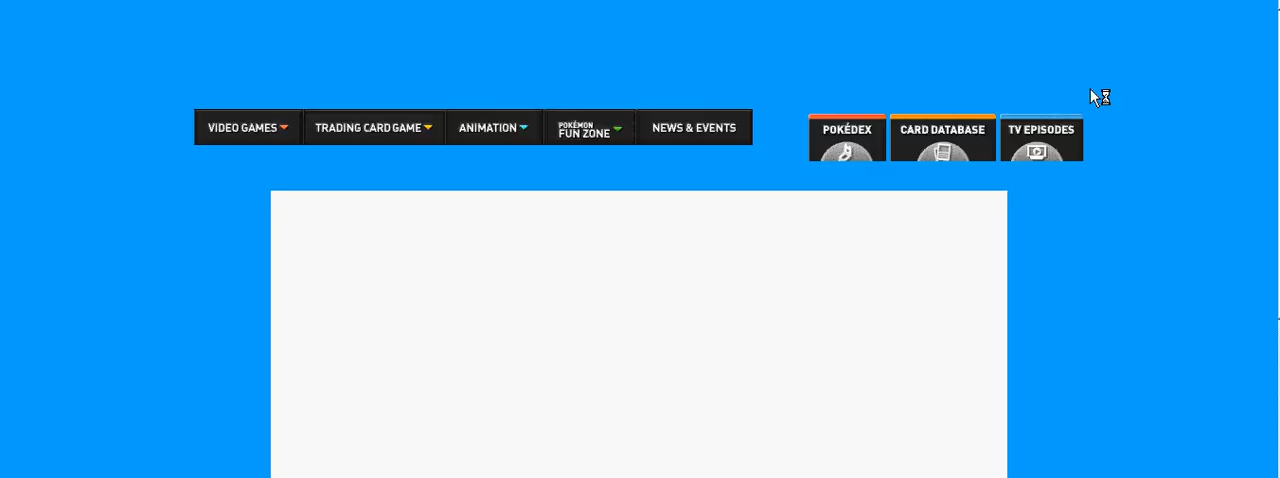 VIDEO GAMES
TRADING CARD GAME
ANIMATION
POKÉMON
FUN ZONE
NEWS & EVENTS
POKÉDEX
CARD DATABASE
TV EPISODES